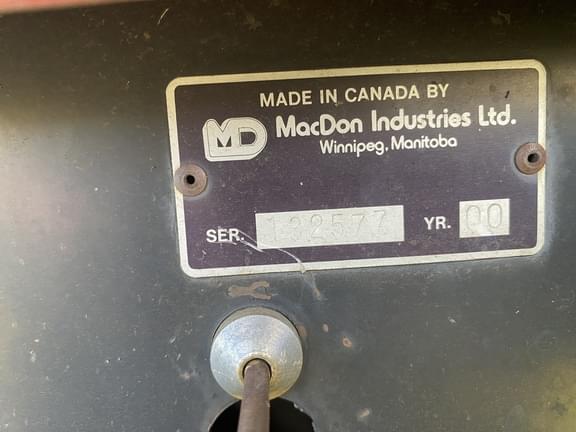 MADE IN CANADA BY
MD MacDon Industries Ltd.
Winnipeg, Manitoba
SER. 132577 YR. 00